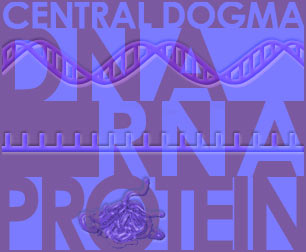 CENTRAL DOGMA
DNA
RNA
PROTEIN